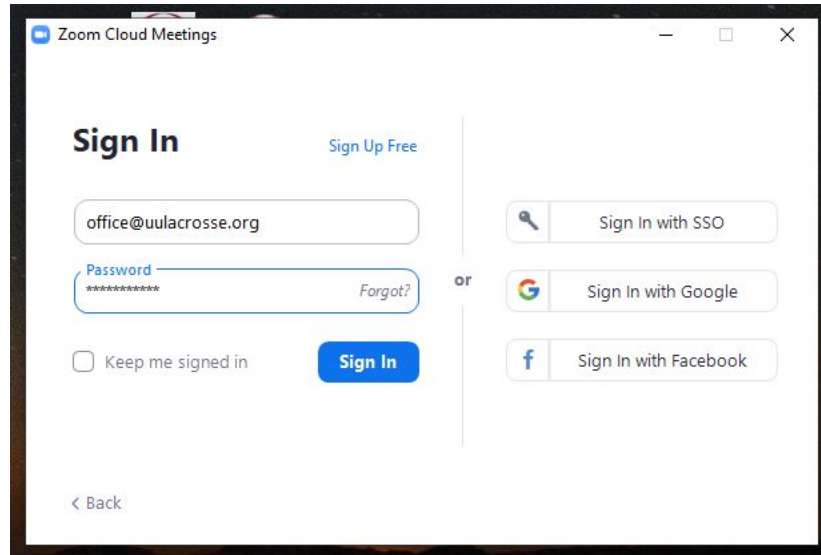 Zoom Cloud Meetings
Sign In
Sign Up Free
office@uulacrosse.org
Password
*********** Forgot?
Keep me signed in
Sign In
or
Sign In with SSO
Sign In with Google
Sign In with Facebook
< Back